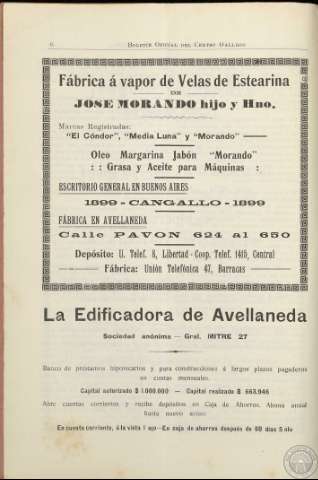 6 BOLETÍN OFICIAL DEL CENTRO GALLEGO
Fábrica á vapor de Velas de Estearina
DE
JOSE MORANDO hijo y Hno.
Marcas Registradas:
"El Cóndor", "Media Luna" y "Morando"
Oleo Margarina Jabón "Morando"
: : Grasa y Aceite para Máquinas :
ESCRITORIO GENERAL EN BUENOS AIRES
1899 - CANGALLO - 1899
FÁBRICA EN AVELLANEDA
Calle PAVON 624 al 650
Depósito: U. Telef. 8, Libertad - Coop. Telef. 1415, Central
Fábrica: Unión Telefónica 47, Barracas
La Edificadora de Avellaneda
Sociedad anónima — Gral. MITRE 27
Banco de préstamos hipotecarios y para construcciones á largos plazos pagaderos
en cuotas mensuales.
Capital autorizado $ 1.000.000 — Capital realizado $ 663.946
Abre cuentas corrientes y recibe depósitos en Caja de Ahorros. Abona anual
hasta nuevo aviso:
En cuenta corriente, á la vista 1 o|o — En caja de ahorros después de 60 días 5 o|o